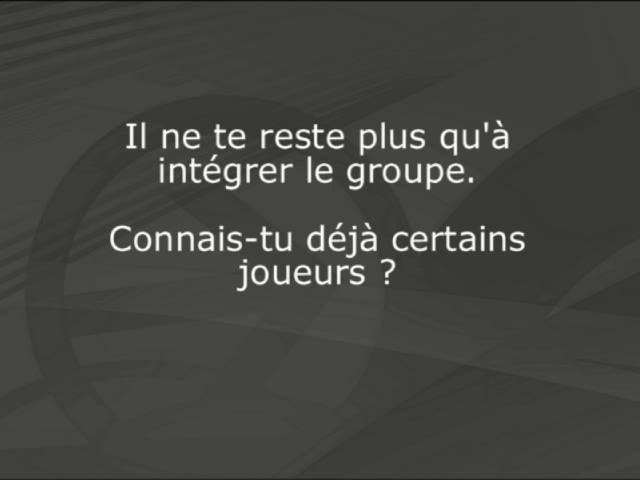 Il ne te reste plus qu'à
intégrer le groupe.
Connais-tu déjà certains
joueurs ?